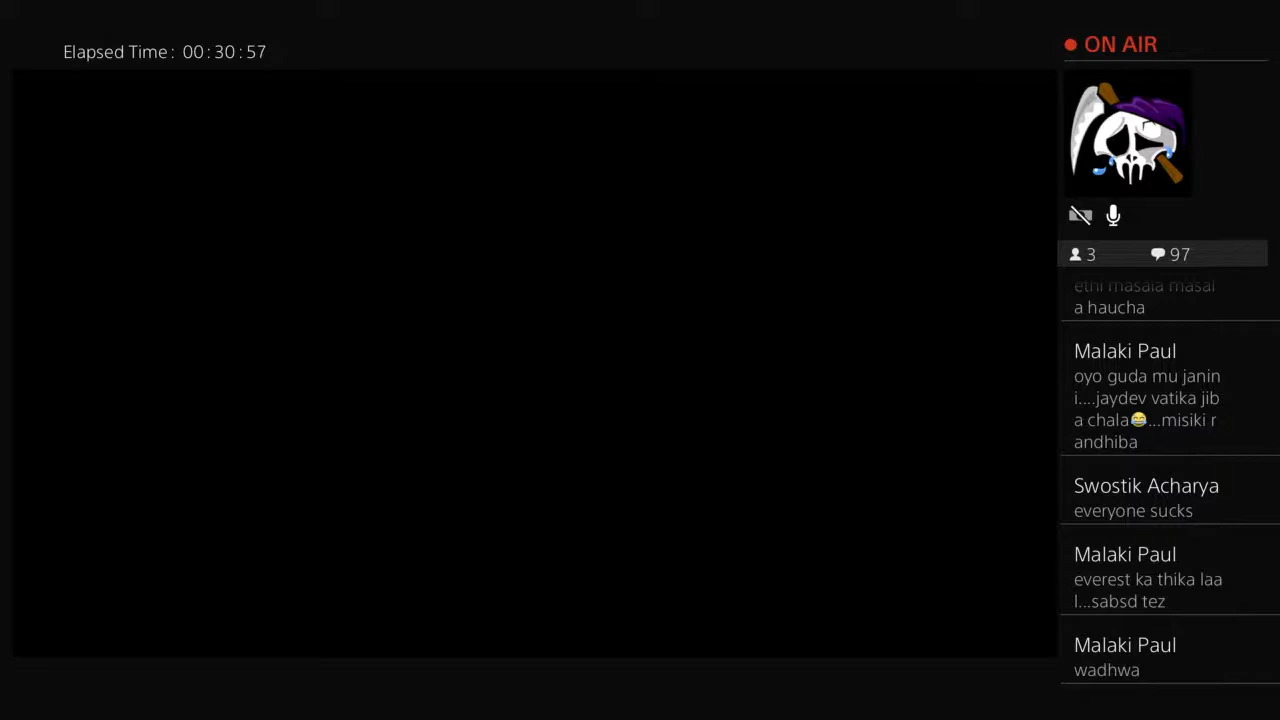 Elapsed Time: 00:30:57
ON AIR
3 97
ethi masala masal
a haucha
Malaki Paul
oyo guda mu janin
i....jaydev vatika jib
a chala😂...misiki r
andhiba
Swostik Acharya
everyone sucks
Malaki Paul
everest ka thika laa
l...sabsd tez
Malaki Paul
wadhwa